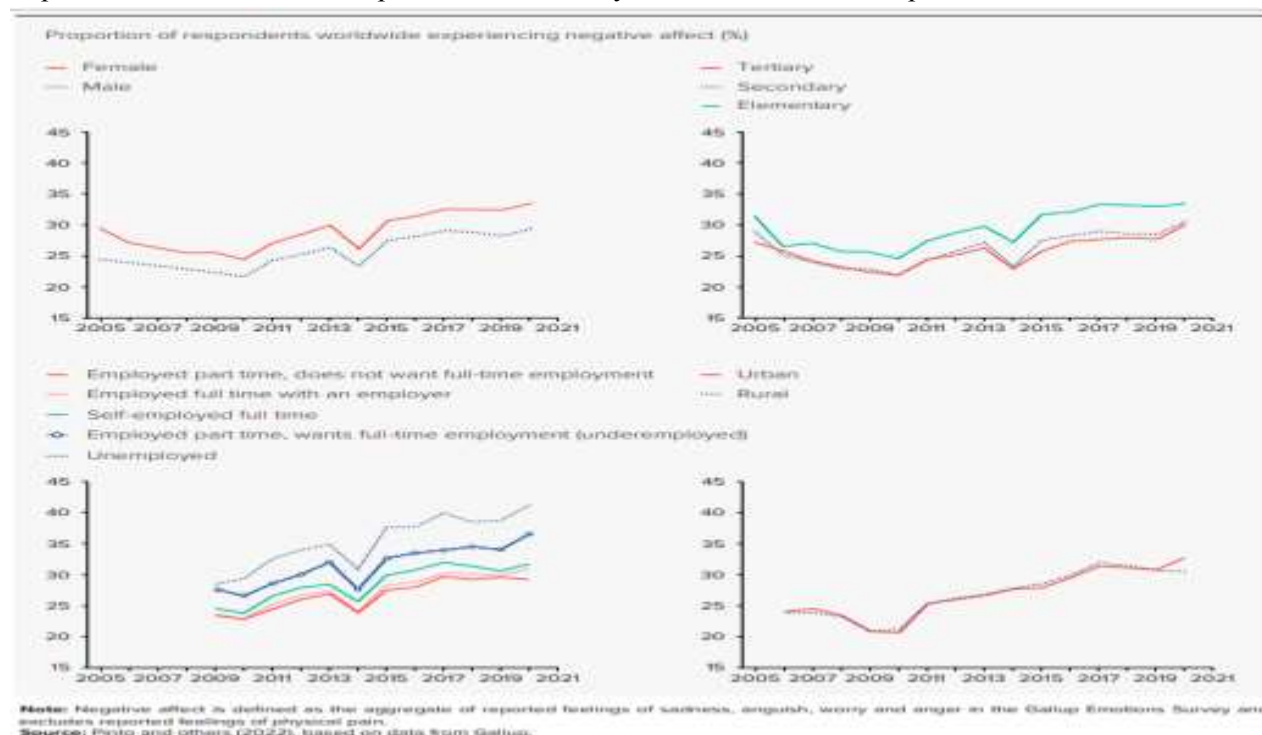 Proportion of respondents worldwide experiencing negative affect (%)
Female
Male
45
40
35
30
25
20
15
2005 2007 2009 2011 2013 2015 2017 2019 2021
Tertiary
Secondary
Elementary
45
40
35
30
25
20
15
2005 2007 2009 2011 2013 2015 2017 2019 2021
Employed part time, does not want full-time employment
Employed full time with an employer
Self-employed full time
Employed part time, wants full-time employment (underemployed)
Unemployed
45
40
35
30
25
20
15
2005 2007 2009 2011 2013 2015 2017 2019 2021
Urban
Rural
45
40
35
30
25
20
15
2005 2007 2009 2011 2013 2015 2017 2019 2021
Note: Negative affect is defined as the aggregate of reported feelings of sadness, anguish, worry and anger in the Gallup Emotions Survey and
excludes reported feelings of physical pain.
Source: Pinto and others (2022), based on data from Gallup.